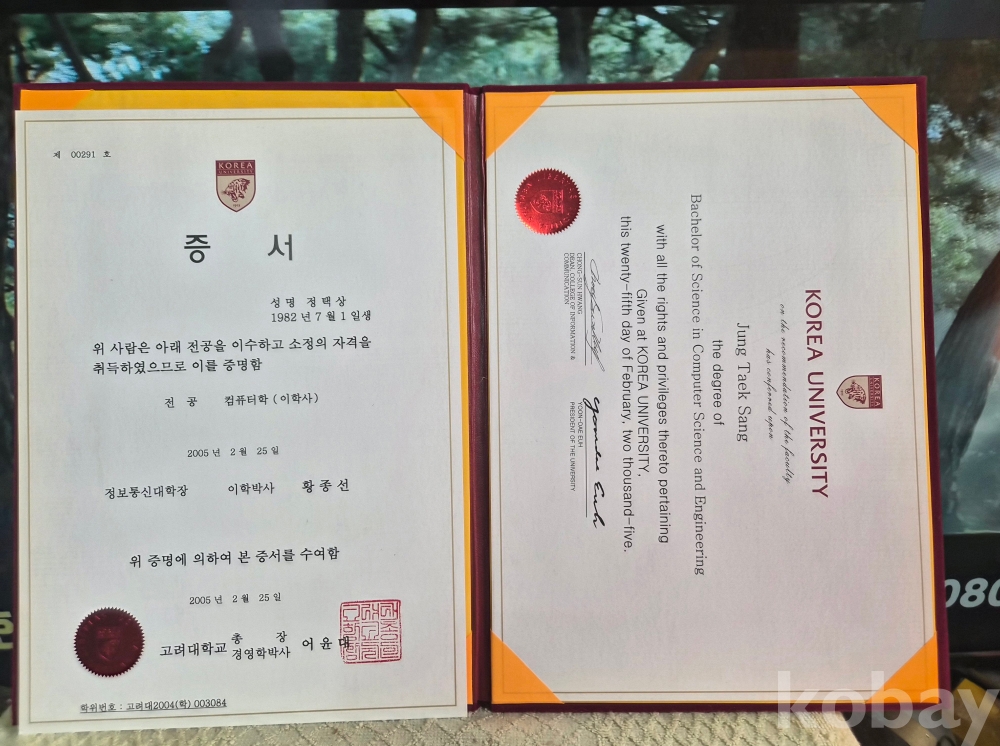 제 00291 호
KOREA
UNIVERSITY
증 서
성명 정택상
1982년 7월 1일생
위 사람은 아래 전공을 이수하고 소정의 자격을
취득하였으므로 이를 증명함
전 공 컴퓨터학 (이학사)
2005년 2월 25일
정보통신대학장 이학박사 황종선
위 증명에 의하여 본 증서를 수여함
2005년 2월 25일
고려대학교 총 장 어윤대
경영학박사
학위번호 : 고려대2004(학) 003084
KOREA
UNIVERSITY
KOREA UNIVERSITY
on the recommendation of the faculty
has conferred upon
Jung Taek Sang
the degree of
Bachelor of Science in Computer Science and Engineering
with all the rights and privileges thereto pertaining
Given at KOREA UNIVERSITY,
this twenty-fifth day of February, two thousand-five.
CHONG-SUN HWANG
DEAN, COLLEGE OF INFORMATION &
COMMUNICATION
YOON-DAE EUH
PRESIDENT OF THE UNIVERSITY
080
kobay